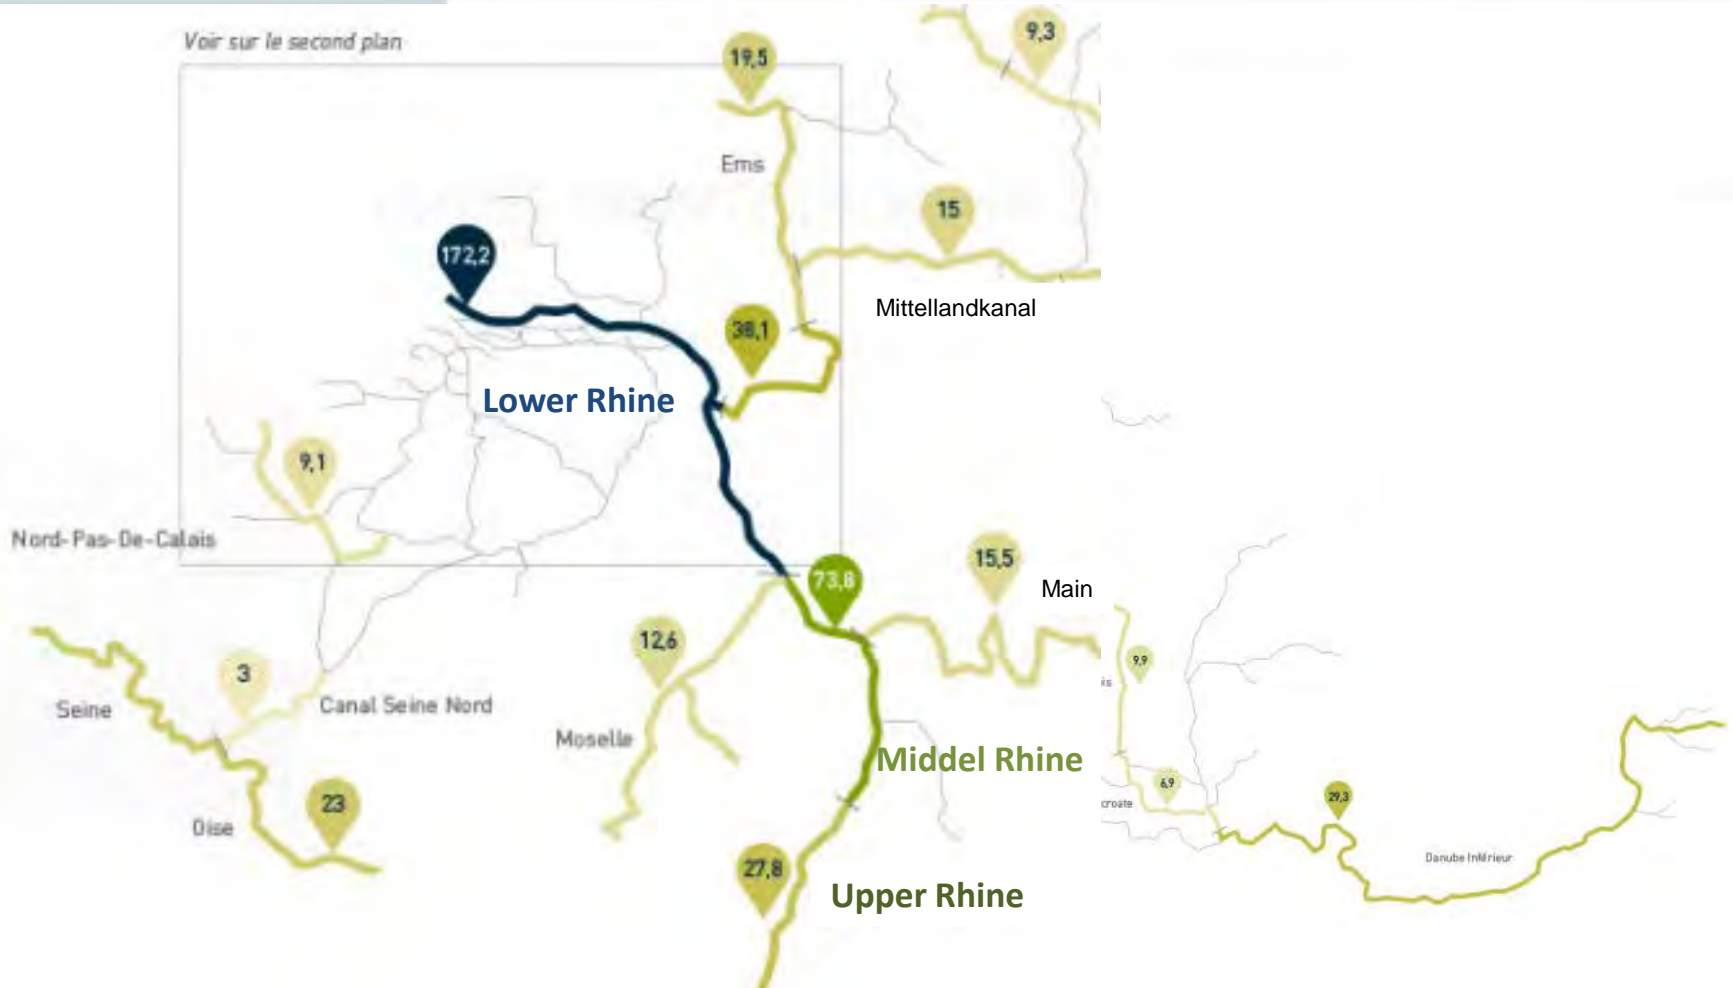 Voir sur le second plan
19,5
9,3
Ems
15
172,2
Mittellandkanal
38,1
Lower Rhine
9,1
Nord-Pas-De-Calais
15,5
73,8
Main
12,6
9,9
is
3
Canal Seine Nord
Seine
Moselle
Middel Rhine
6,9
croate
29,3
23
Oise
Danube Inférieur
27,8
Upper Rhine